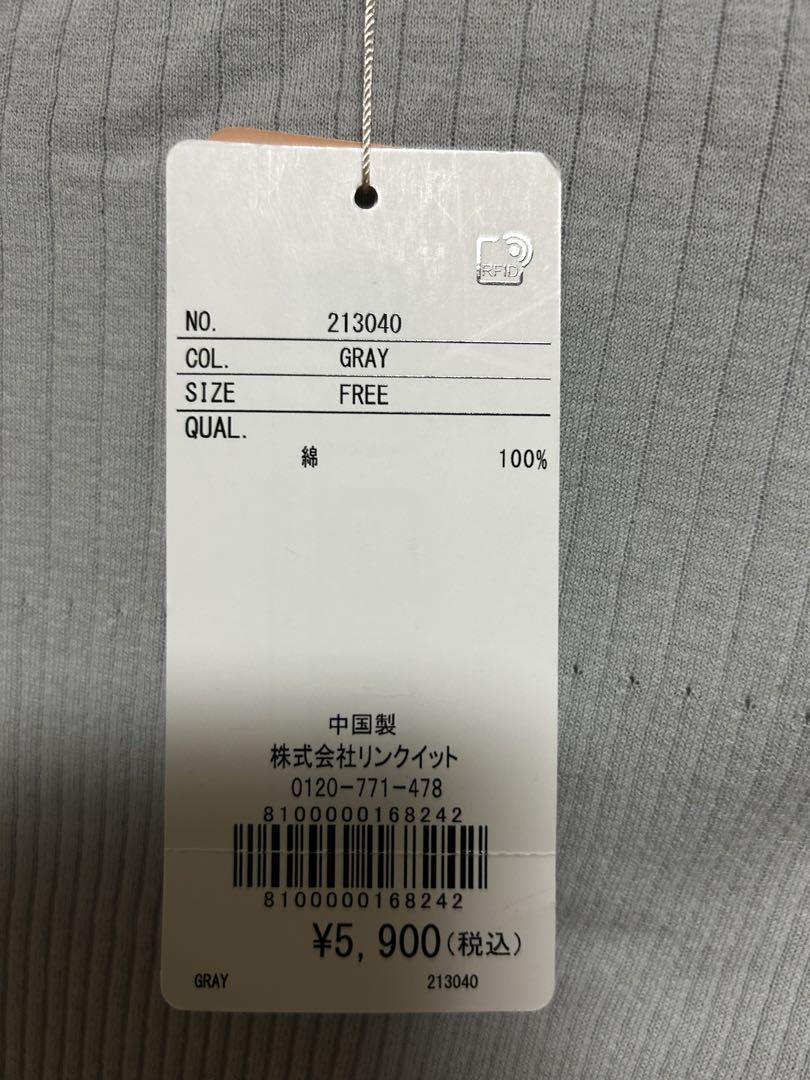 RFID
NO. 213040
COL. GRAY
SIZE FREE
QUAL.
綿 100%
中国製
株式会社リンクイット
0120-771-478
8100000168242
8100000168242
¥5,900(税込)
GRAY 213040